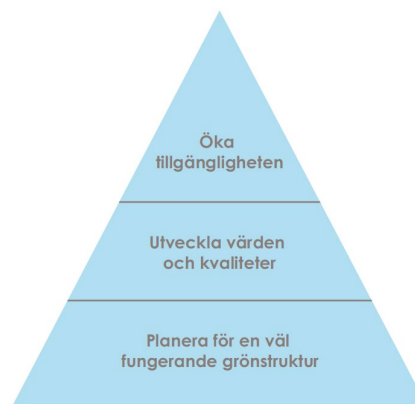 Öka
tillgängligheten
Utveckla värden
och kvaliteter
Planera för en väl
fungerande grönstruktur